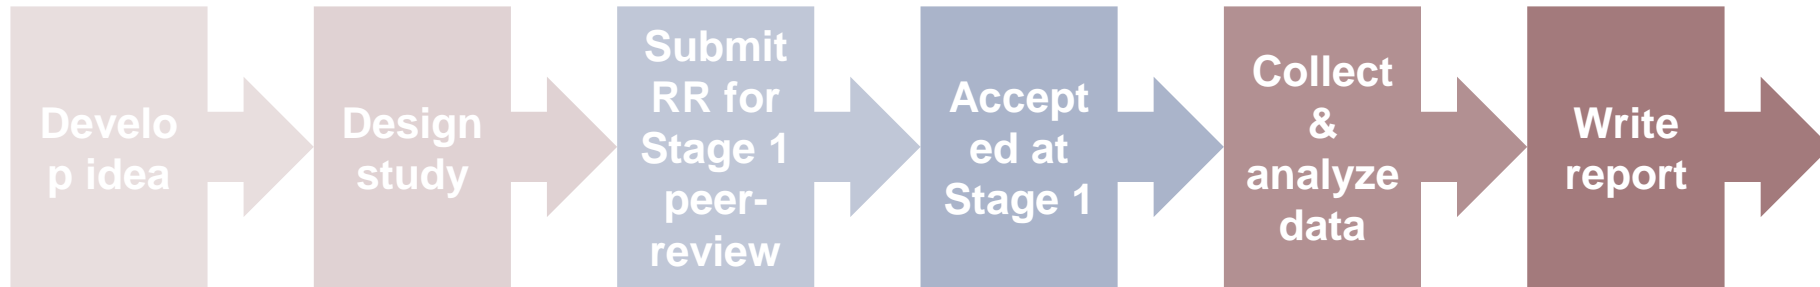 Develo
p idea
Design
study
Submit
RR for
Stage 1
peer-
review
Accept
ed at
Stage 1
Collect
&
analyze
data
Write
report